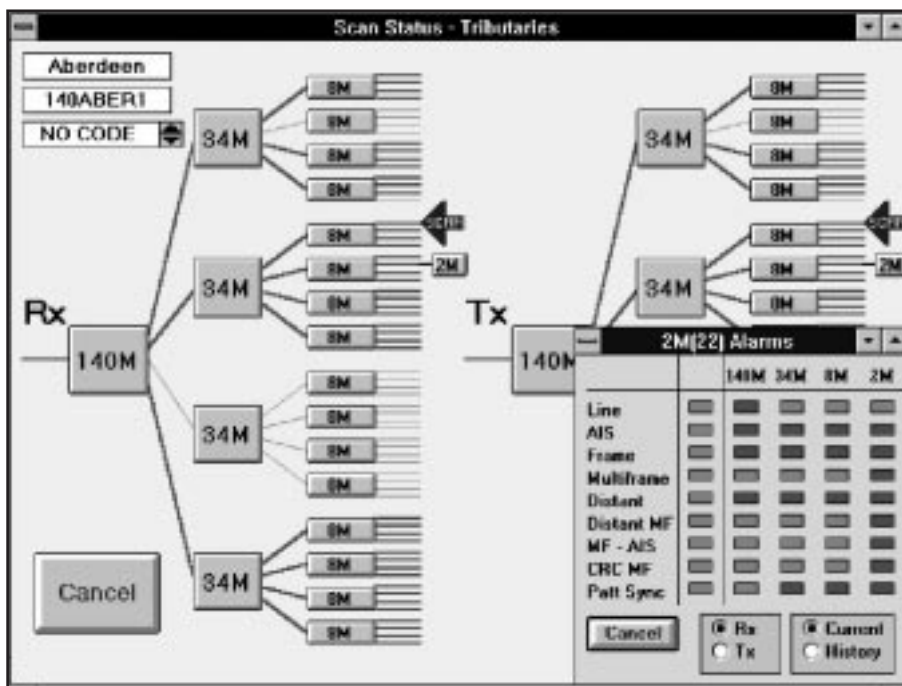 Scan Status - Tributaries
Aberdeen
140ABER1
NO CODE
Rx
140M
34M
8M
8M
8M
8M
34M
8M
8M
8M
8M
2M
34M
8M
8M
8M
8M
34M
8M
8M
8M
8M
Cancel
Tx
140M
34M
8M
8M
8M
8M
34M
8M
8M
8M
2M
2M[22] Alarms
140M 34M 8M 2M
Line
AIS
Frame
Multiframe
Distant
Distant MF
MF - AIS
CRC MF
Patt Sync
Cancel
Rx
Tx
Current
History